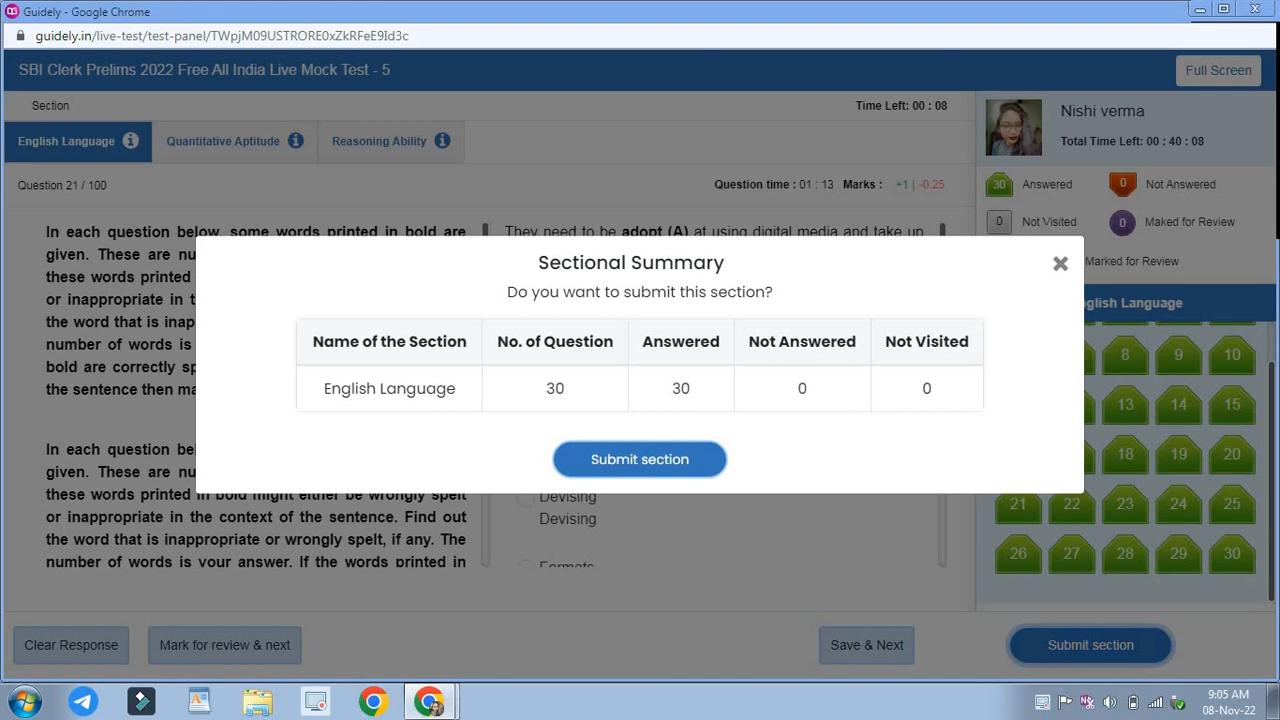 Guidely - Google Chrome
guidely.in/live-test/test-panel/TWpjM09USTRORE0xZkRFeE9Id3c
SBI Clerk Prelims 2022 Free All India Live Mock Test - 5
Full Screen
Section
Time Left: 00 : 08
English Language
Quantitative Aptitude
Reasoning Ability
Nishi verma
Total Time Left: 00 : 40 : 08
Question 21 / 100
Question time : 01 : 13 Marks : +1 | -0.25
30 Answered
0 Not Answered
0 Not Visited
0 Maked for Review
Marked for Review
In each question below, some words printed in bold are
given. These are nu
these words printed
or inappropriate in t
the word that is inap
number of words is
bold are correctly sp
the sentence then ma
They need to be adopt (A) at using digital media and take up
Sectional Summary
Do you want to submit this section?
Name of the Section No. of Question Answered Not Answered Not Visited
English Language 30 30 0 0
Submit section
In each question bel
given. These are nu
these words printed in bold might either be wrongly spelt
or inappropriate in the context of the sentence. Find out
the word that is inappropriate or wrongly spelt, if any. The
number of words is your answer. If the words printed in
Devising
Devising
Formats
glish Language
8 9 10
13 14 15
18 19 20
21 22 23 24 25
26 27 28 29 30
Clear Response
Mark for review & next
Save & Next
Submit section
9:05 AM
08-Nov-22